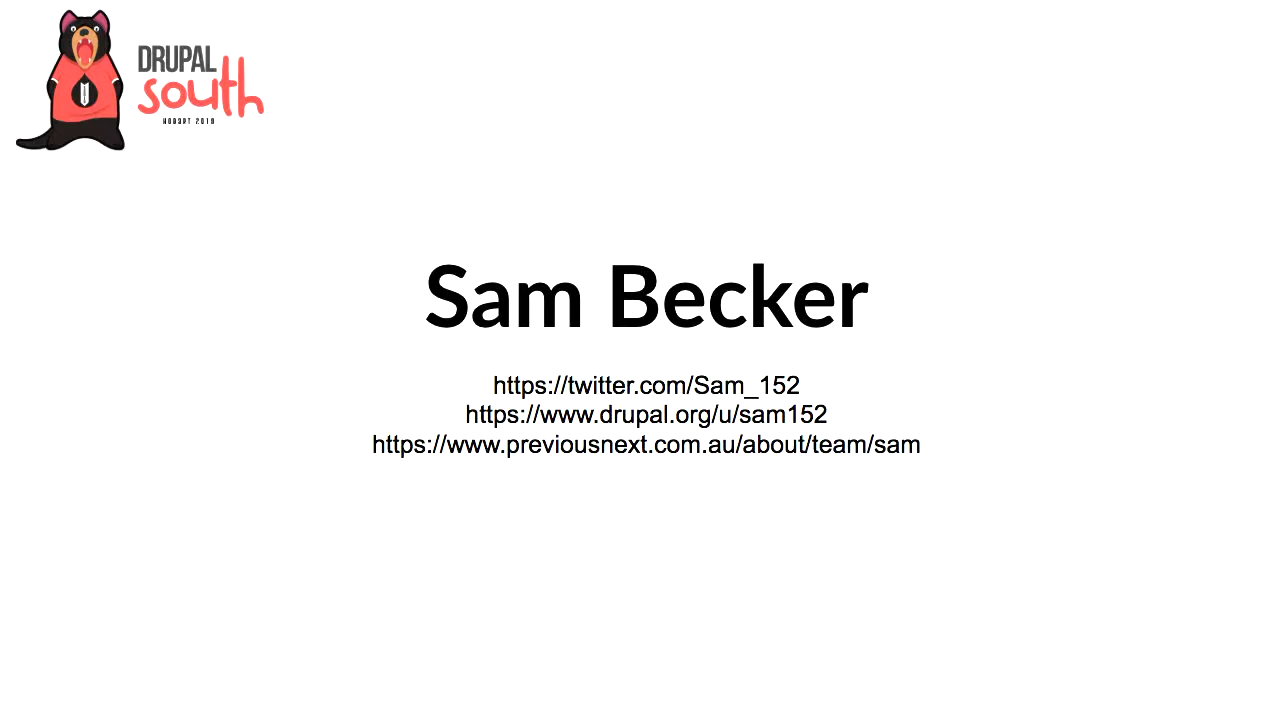 DRUPAL
south
HOBART 2019
Sam Becker
https://twitter.com/Sam_152
https://www.drupal.org/u/sam152
https://www.previousnext.com.au/about/team/sam